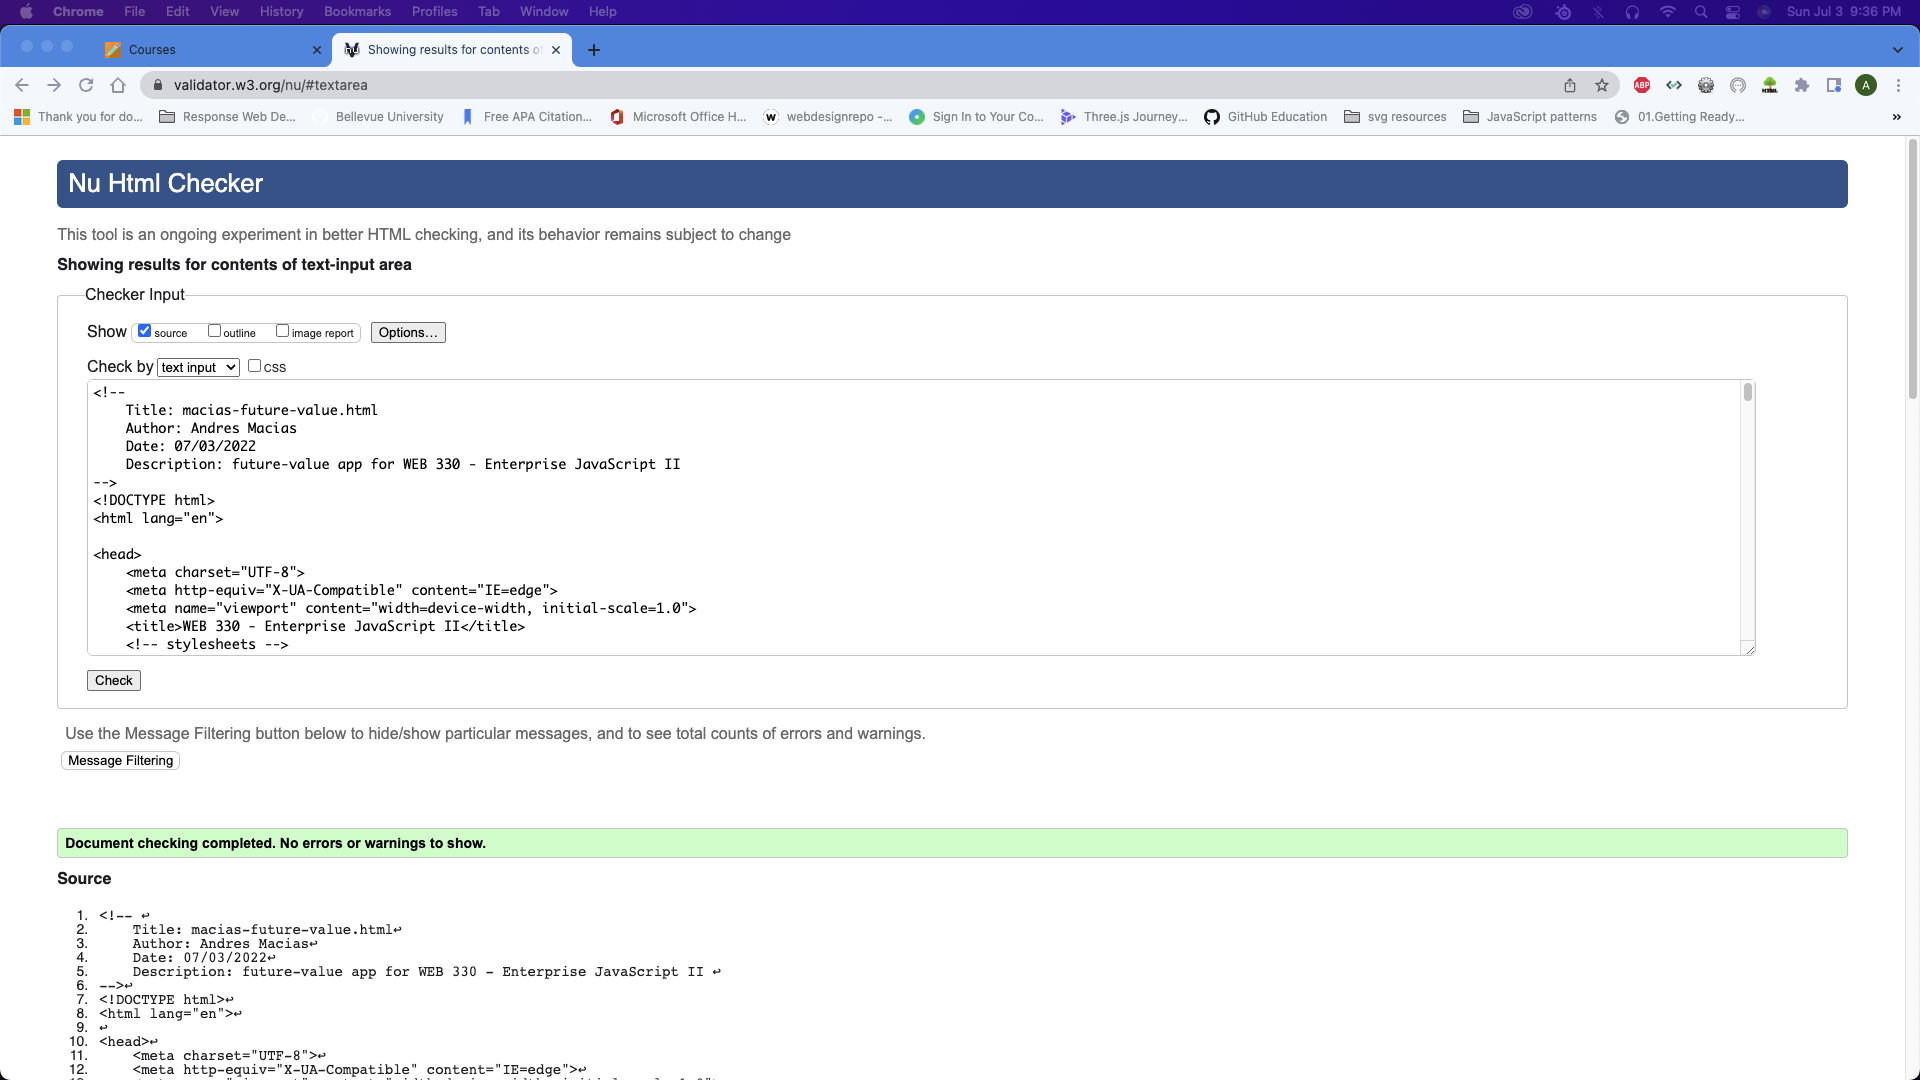 Chrome File Edit View History Bookmarks Profiles Tab Window Help Sun Jul 3 9:36 PM
Courses Showing results for contents of
validator.w3.org/nu/#textarea ABP A
Thank you for do... Response Web De... Bellevue University Free APA Citation... Microsoft Office H... W webdesignrepo -... Sign In to Your Co... Three.js Journey... GitHub Education svg resources JavaScript patterns 01.Getting Ready... »
Nu Html Checker
This tool is an ongoing experiment in better HTML checking, and its behavior remains subject to change
Showing results for contents of text-input area
Checker Input
Show source outline image report Options...
Check by text input css
<!--
Title: macias-future-value.html
Author: Andres Macias
Date: 07/03/2022
Description: future-value app for WEB 330 - Enterprise JavaScript II
-->
<!DOCTYPE html>
<html lang="en">
<head>
<meta charset="UTF-8">
<meta http-equiv="X-UA-Compatible" content="IE=edge">
<meta name="viewport" content="width=device-width, initial-scale=1.0">
<title>WEB 330 - Enterprise JavaScript II</title>
<!-- stylesheets -->
Check
Use the Message Filtering button below to hide/show particular messages, and to see total counts of errors and warnings.
Message Filtering
Document checking completed. No errors or warnings to show.
Source
1. <!-- ↩
2. Title: macias-future-value.html↩
3. Author: Andres Macias↩
4. Date: 07/03/2022↩
5. Description: future-value app for WEB 330 - Enterprise JavaScript II ↩
6. -->↩
7. <!DOCTYPE html>↩
8. <html lang="en">↩
9. ↩
10. <head>↩
11. <meta charset="UTF-8">↩
12. <meta http-equiv="X-UA-Compatible" content="IE=edge">↩